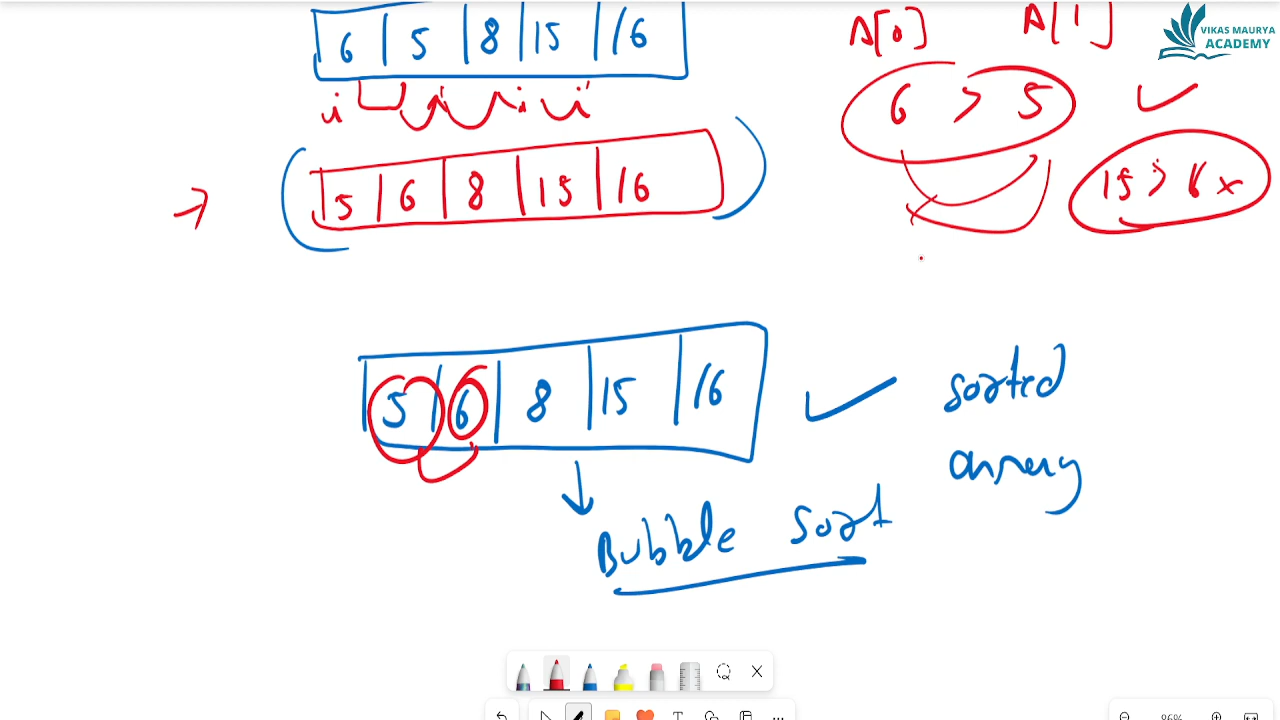 A[0] A[1]
VIKAS MAURYA
ACADEMY
6 5 8 15 16
6 > 5
i i i i i
5 6 8 15 16
15 > 16 x
5 6 8 15 16
sorted
array
Bubble Sort
86%